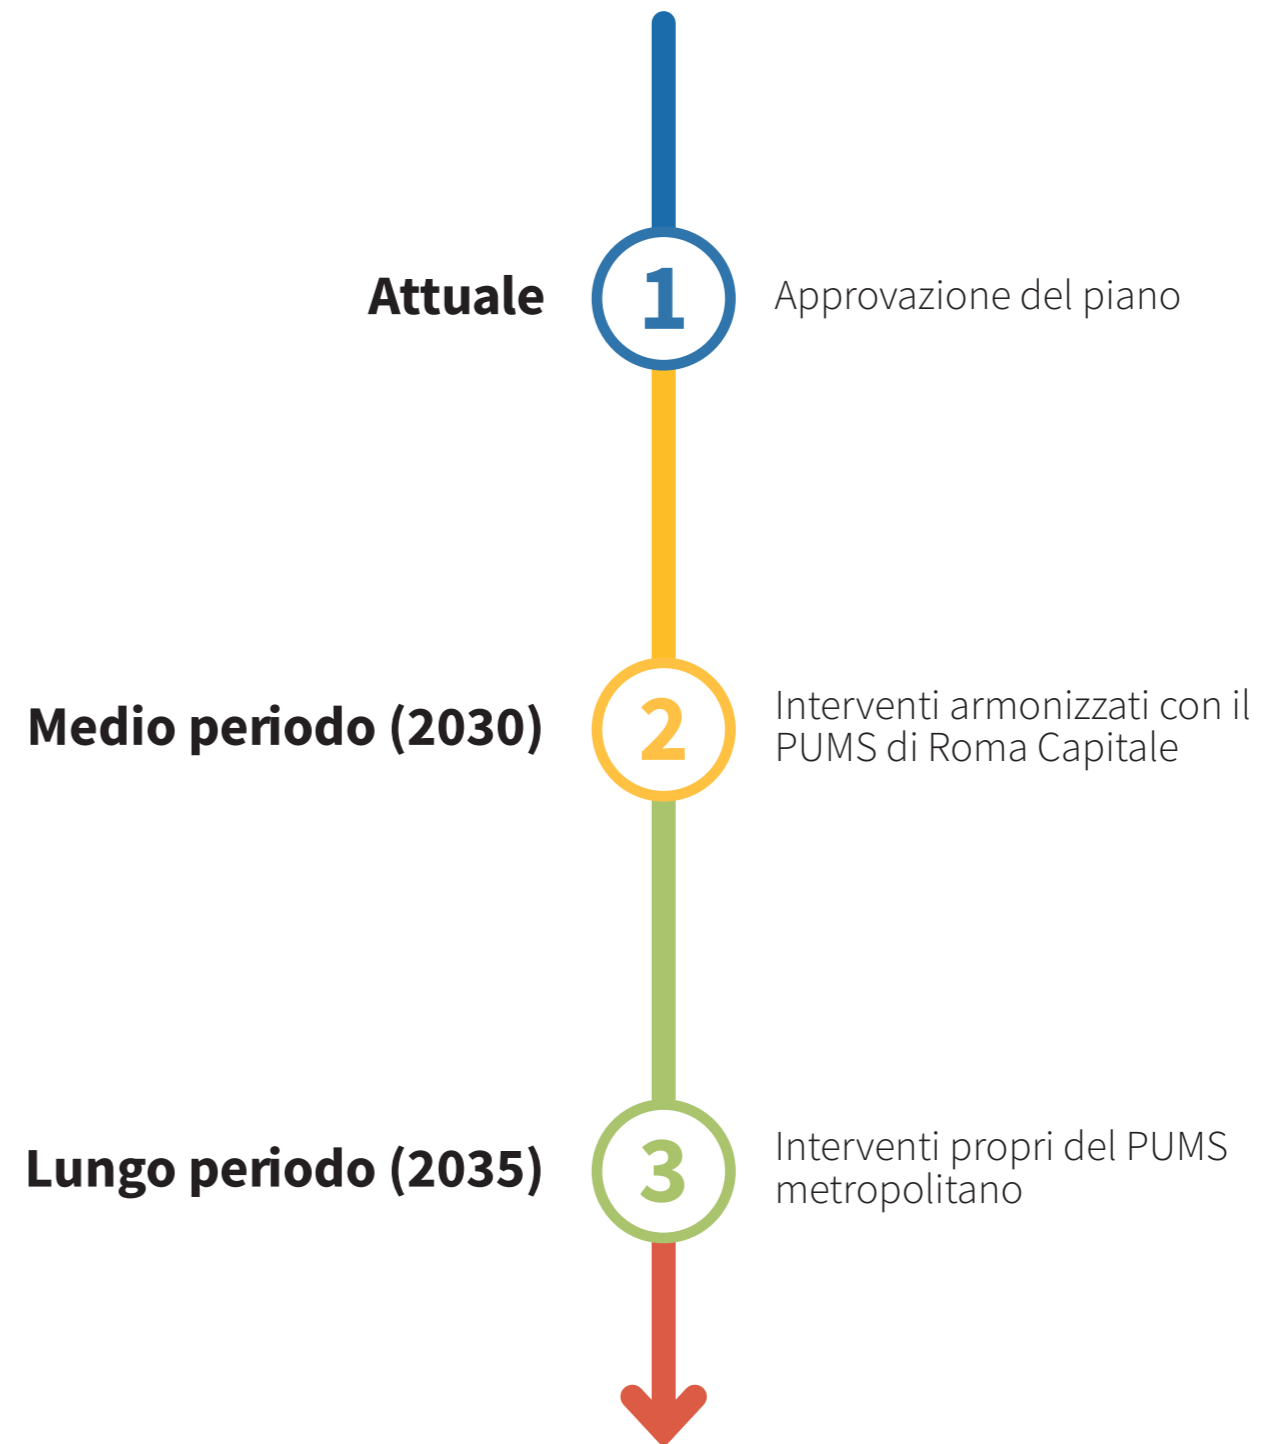 Attuale
1
Approvazione del piano
Medio periodo (2030)
2
Interventi armonizzati con il
PUMS di Roma Capitale
Lungo periodo (2035)
3
Interventi propri del PUMS
metropolitano